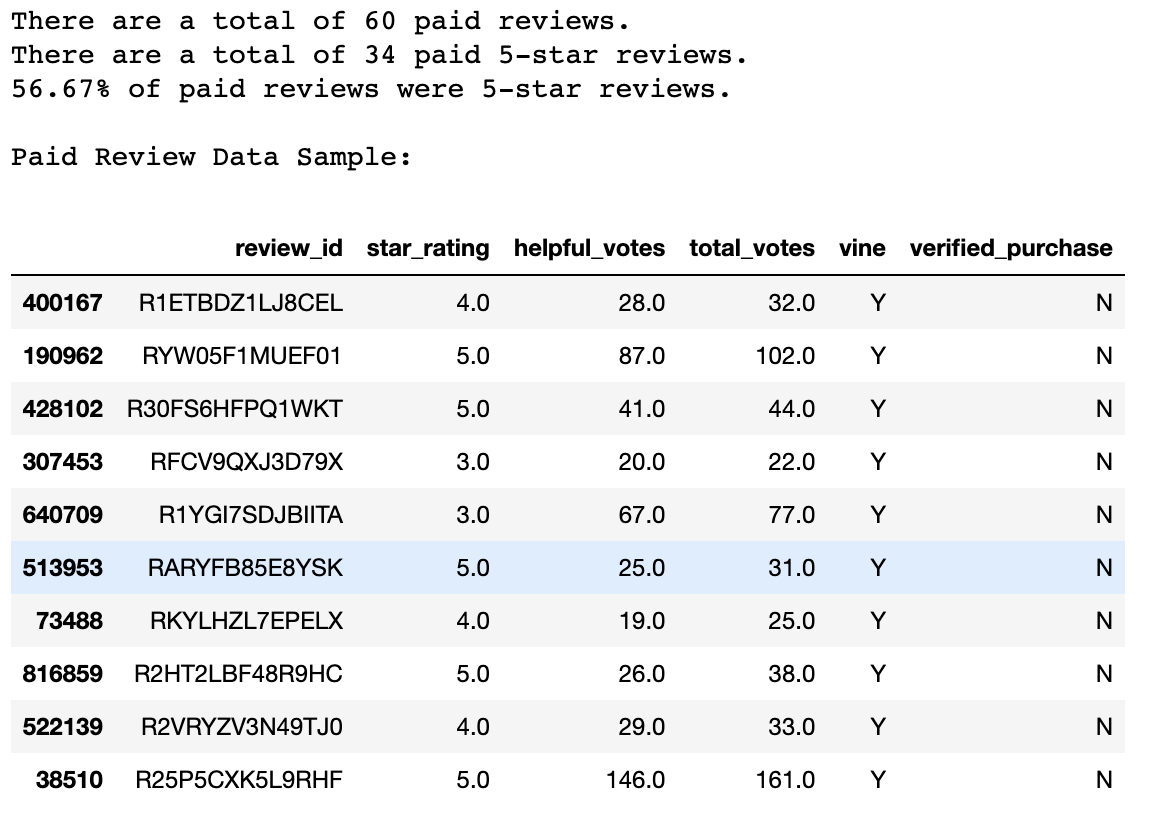 There are a total of 60 paid reviews.
There are a total of 34 paid 5-star reviews.
56.67% of paid reviews were 5-star reviews.
Paid Review Data Sample:
review_id star_rating helpful_votes total_votes vine verified_purchase
400167 R1ETBDZ1LJ8CEL 4.0 28.0 32.0 Y N
190962 RYW05F1MUEF01 5.0 87.0 102.0 Y N
428102 R30FS6HFPQ1WKT 5.0 41.0 44.0 Y N
307453 RFCV9QXJ3D79X 3.0 20.0 22.0 Y N
640709 R1YGI7SDJBIITA 3.0 67.0 77.0 Y N
513953 RARYFB85E8YSK 5.0 25.0 31.0 Y N
73488 RKYLHZL7EPELX 4.0 19.0 25.0 Y N
816859 R2HT2LBF48R9HC 5.0 26.0 38.0 Y N
522139 R2VRYZV3N49TJ0 4.0 29.0 33.0 Y N
38510 R25P5CXK5L9RHF 5.0 146.0 161.0 Y N